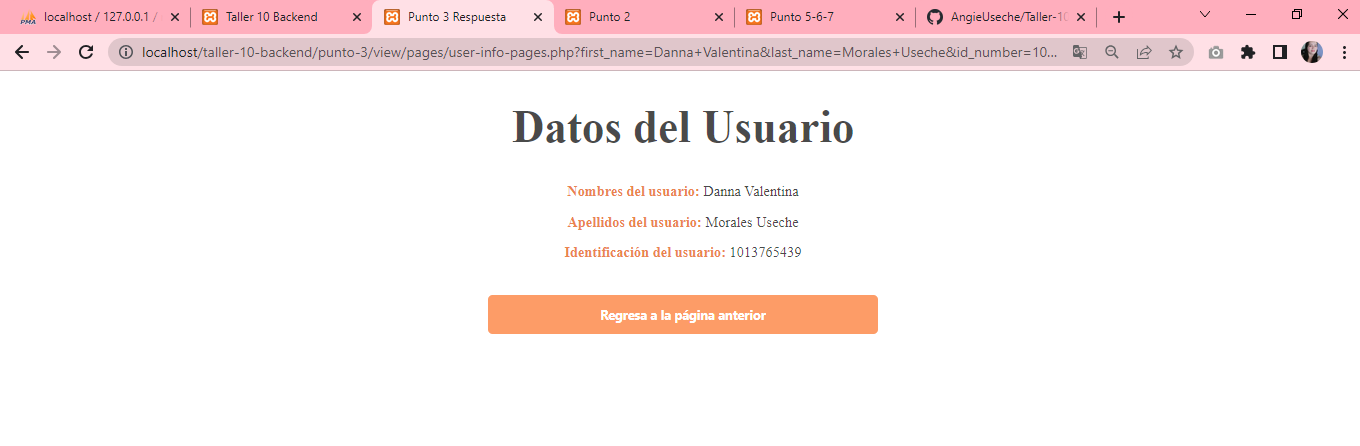 localhost / 127.0.0.1 /
Taller 10 Backend
Punto 3 Respuesta
Punto 2
Punto 5-6-7
AngieUseche/Taller-10
localhost/taller-10-backend/punto-3/view/pages/user-info-pages.php?first_name=Danna+Valentina&last_name=Morales+Useche&id_number=10...
Datos del Usuario
Nombres del usuario: Danna Valentina
Apellidos del usuario: Morales Useche
Identificación del usuario: 1013765439
Regresa a la página anterior